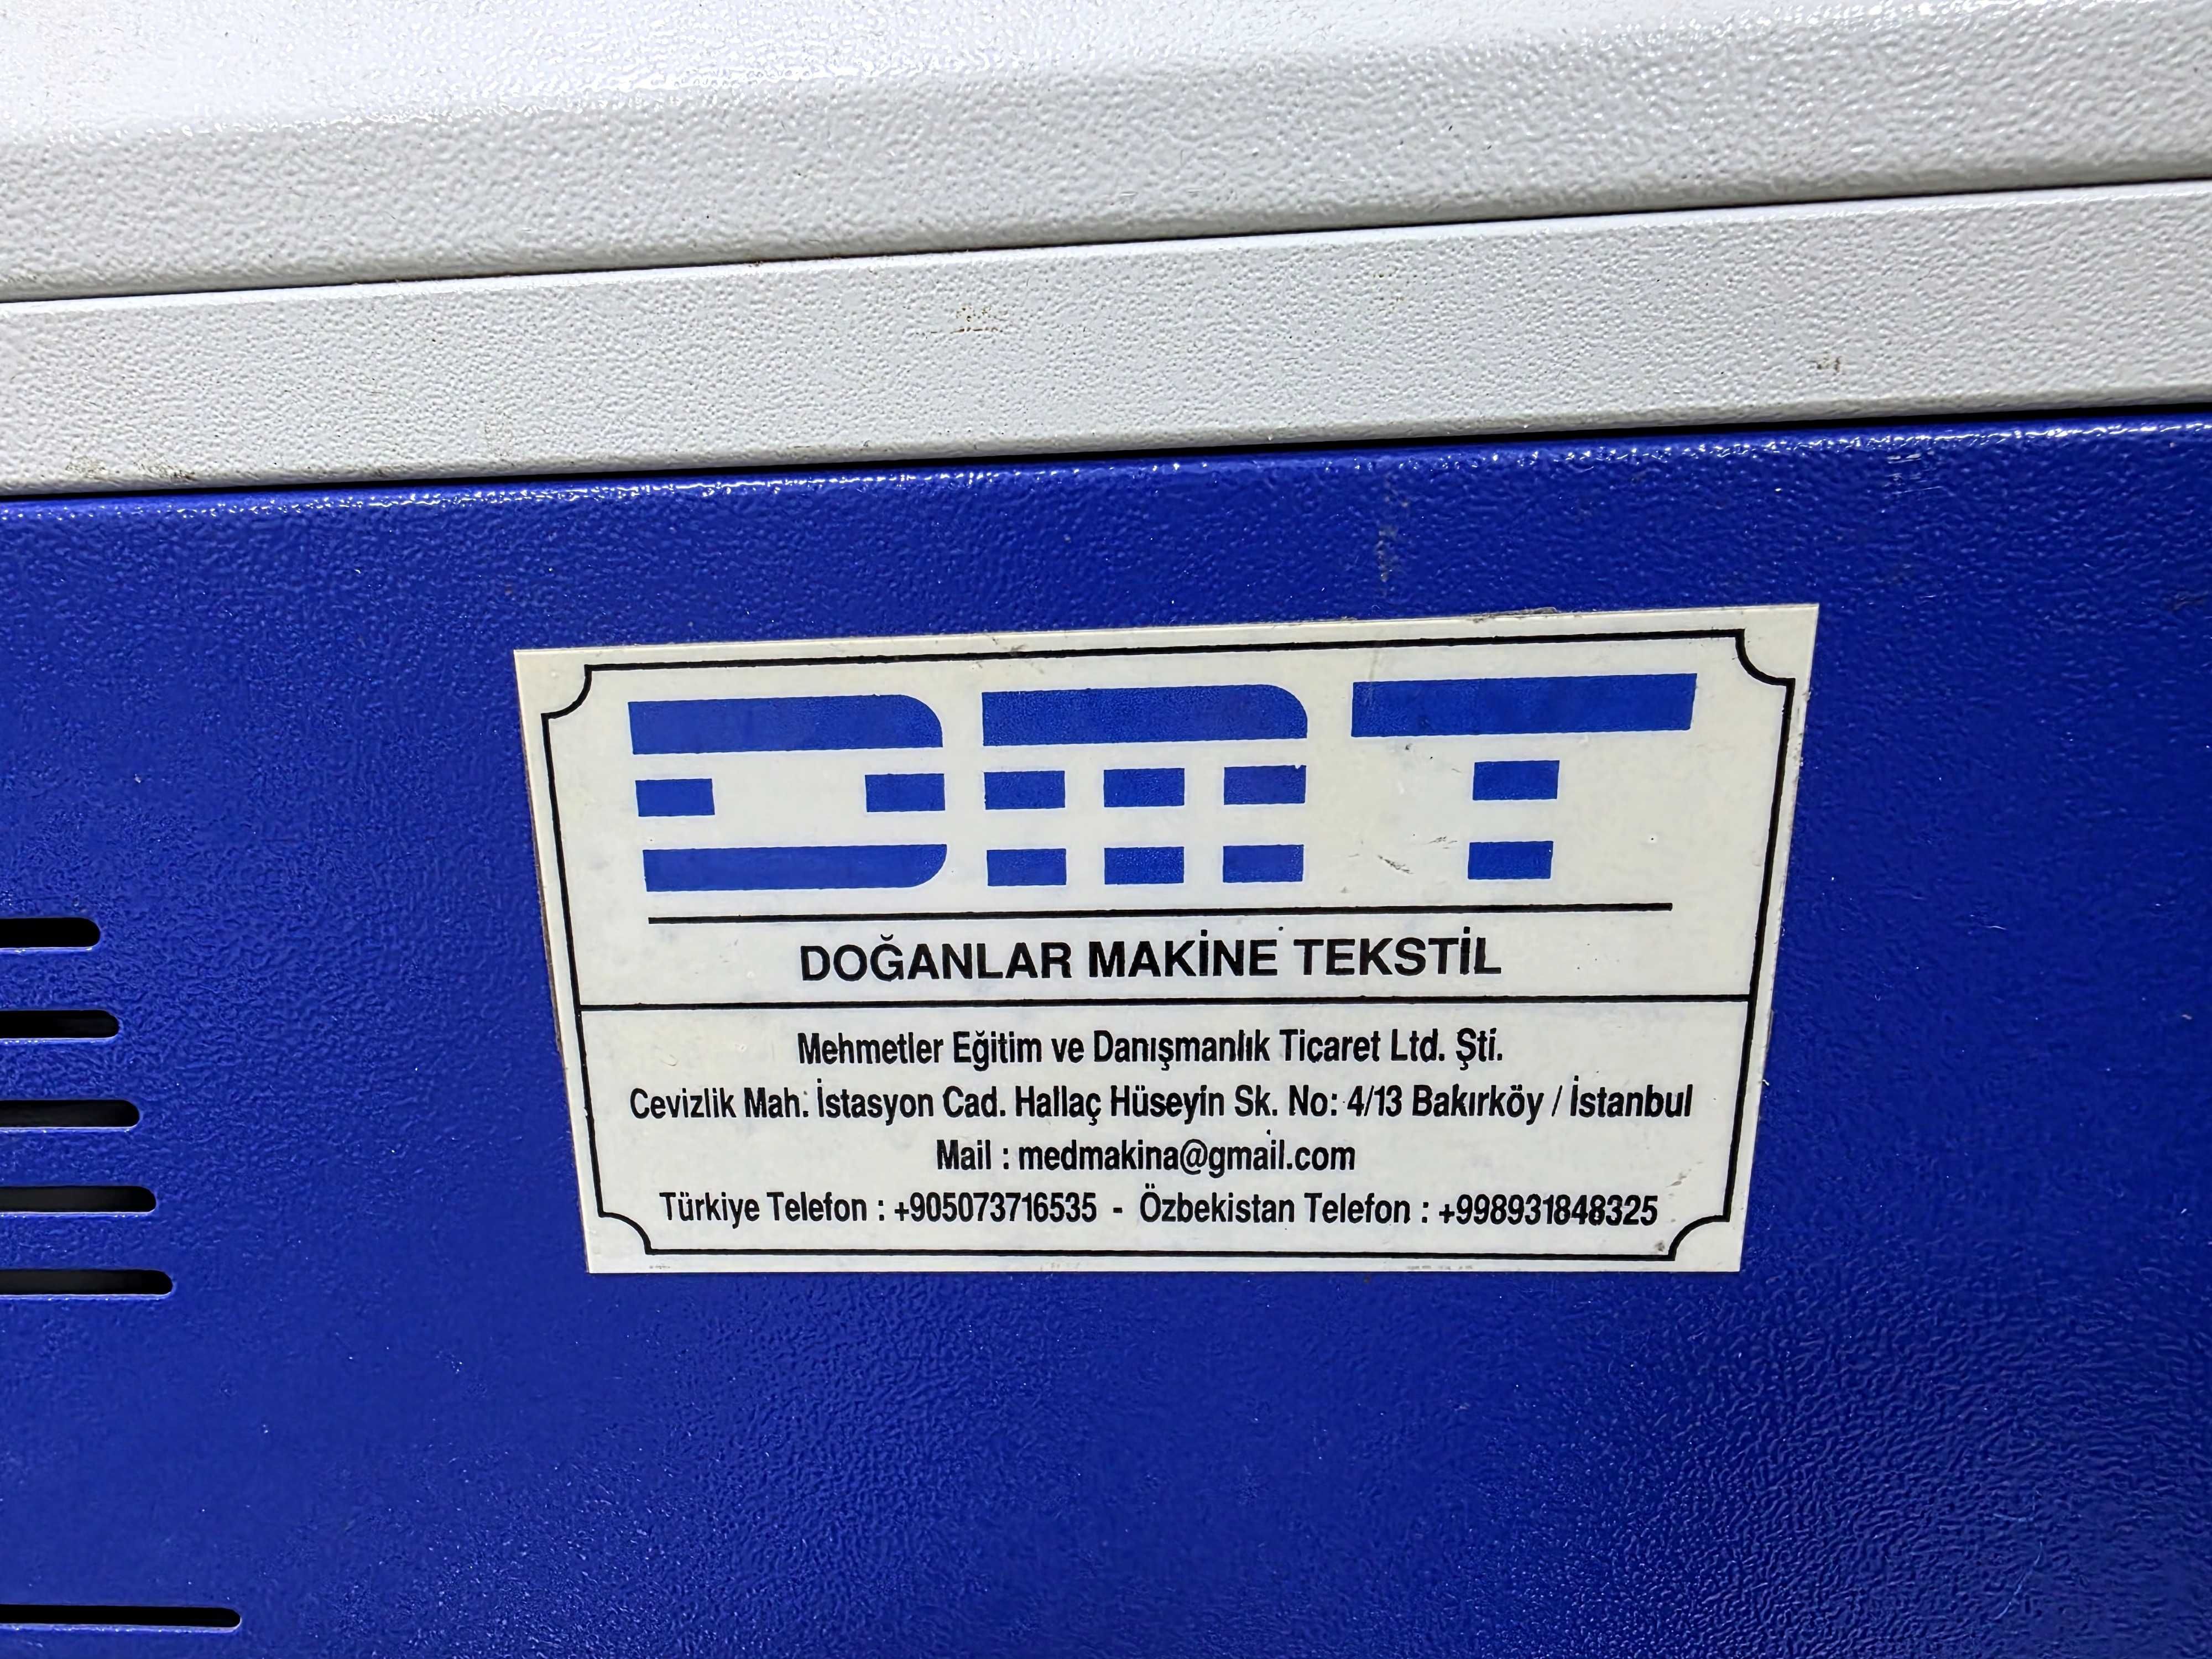 DMT
DOĞANLAR MAKİNE TEKSTİL
Mehmetler Eğitim ve Danışmanlık Ticaret Ltd. Şti.
Cevizlik Mah. İstasyon Cad. Hallaç Hüseyin Sk. No: 4/13 Bakırköy / İstanbul
Mail : medmakina@gmail.com
Türkiye Telefon : +905073716535 - Özbekistan Telefon : +998931848325